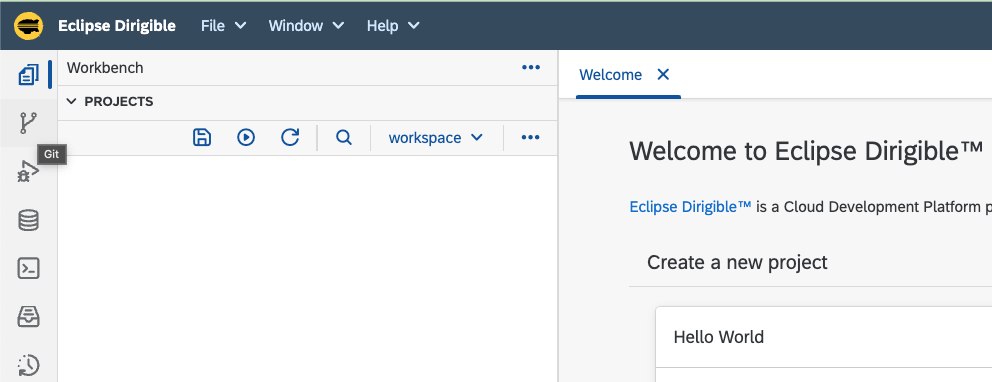 Eclipse Dirigible File Window Help
Workbench
PROJECTS
workspace
Git
Welcome
Welcome to Eclipse Dirigible™
Eclipse Dirigible™ is a Cloud Development Platform p
Create a new project
Hello World